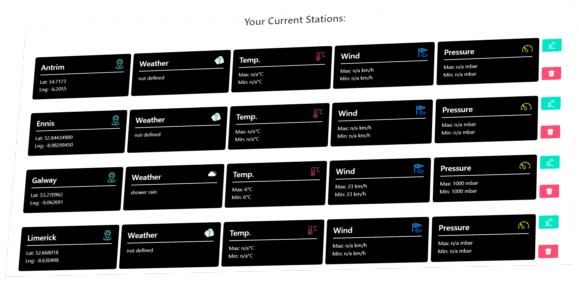 Your Current Stations:
Antrim
Lat: 54.7173
Lng: -6.2055
Weather
not defined
Temp.
Max: n/a°C
Min: n/a°C
Wind
Max: n/a km/h
Min: n/a km/h
Pressure
Max: n/a mbar
Min: n/a mbar
Ennis
Lat: 52.84434980
Lng: -8.98299450
Weather
not defined
Temp.
Max: n/a°C
Min: n/a°C
Wind
Max: n/a km/h
Min: n/a km/h
Pressure
Max: n/a mbar
Min: n/a mbar
Galway
Lat: 53.270962
Lng: -9.062691
Weather
shower rain
Temp.
Max: 6°C
Min: 6°C
Wind
Max: 23 km/h
Min: 23 km/h
Pressure
Max: 1000 mbar
Min: 1000 mbar
Limerick
Lat: 52.668018
Lng: -8.630498
Weather
not defined
Temp.
Max: n/a°C
Min: n/a°C
Wind
Max: n/a km/h
Min: n/a km/h
Pressure
Max: n/a mbar
Min: n/a mbar